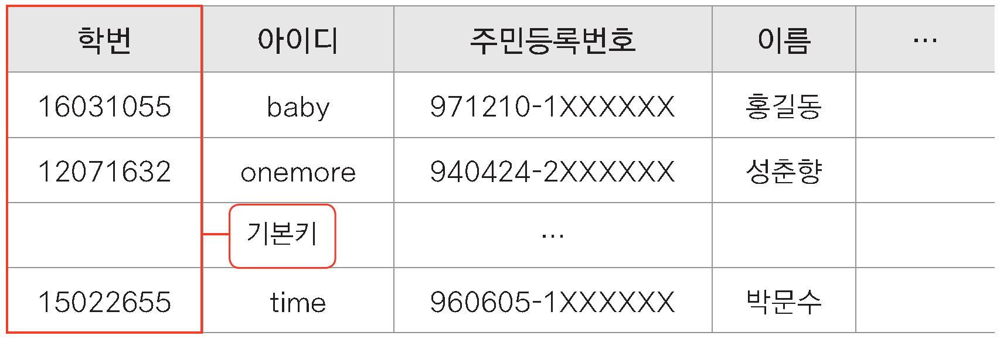 학번 아이디 주민등록번호 이름 …
16031055 baby 971210-1XXXXXX 홍길동
12071632 onemore 940424-2XXXXXX 성춘향
기본키 …
15022655 time 960605-1XXXXXX 박문수